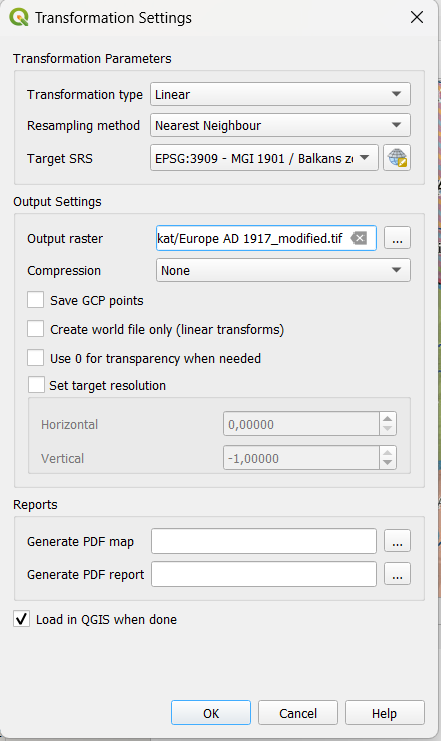 Transformation Settings
Transformation Parameters
Transformation type Linear
Resampling method Nearest Neighbour
Target SRS EPSG:3909 - MGI 1901 / Balkans z
Output Settings
Output raster kat/Europe AD 1917_modified.tif ...
Compression None
Save GCP points
Create world file only (linear transforms)
Use 0 for transparency when needed
Set target resolution
Horizontal 0,00000
Vertical -1,00000
Reports
Generate PDF map ...
Generate PDF report ...
Load in QGIS when done
OK Cancel Help